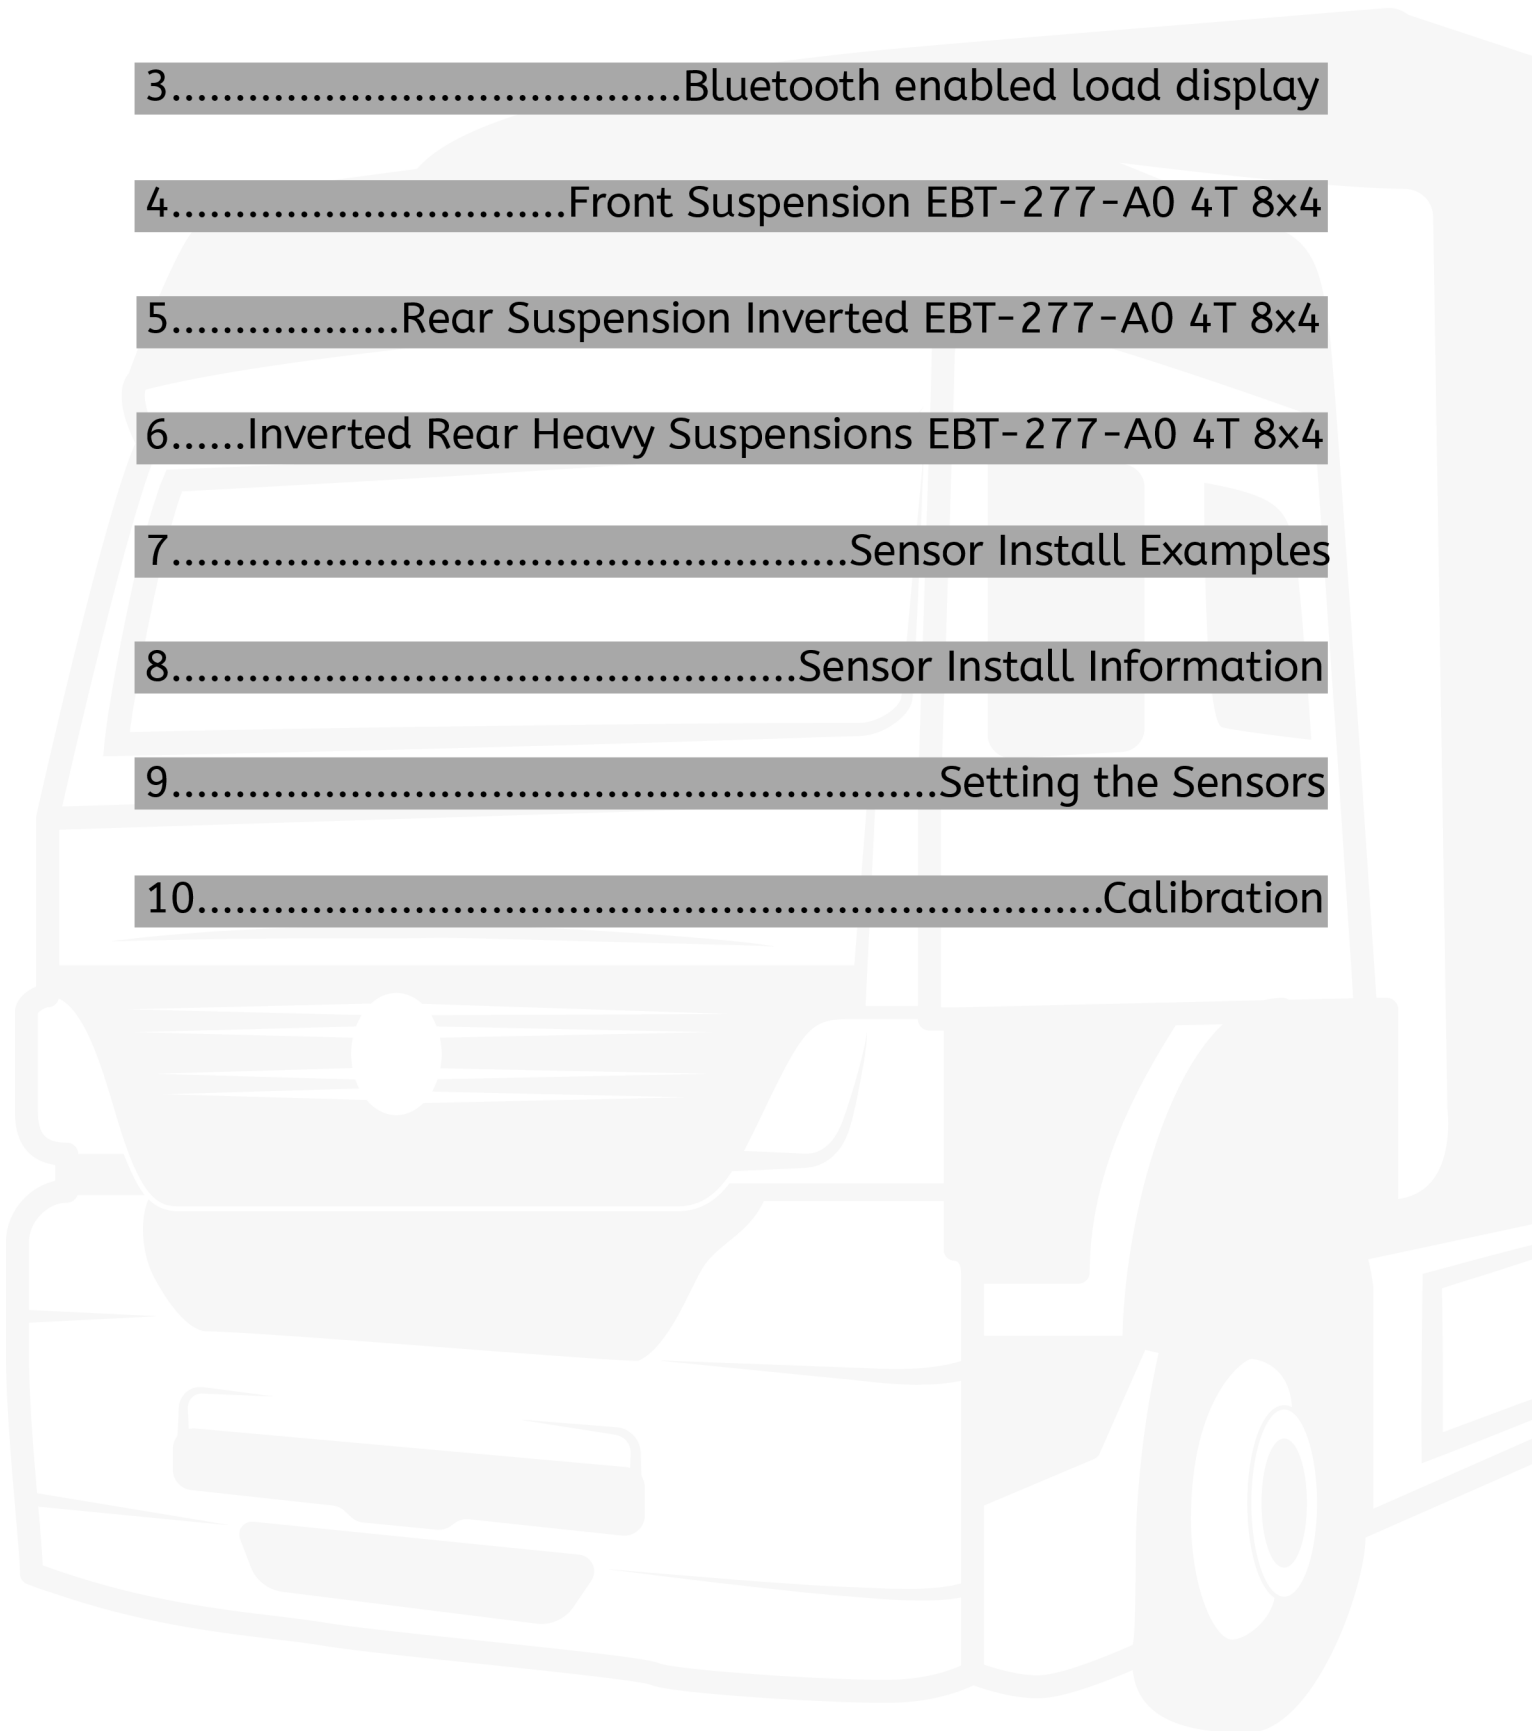 3........................................Bluetooth enabled load display
4...............................Front Suspension EBT-277-A0 4T 8x4
5..................Rear Suspension Inverted EBT-277-A0 4T 8x4
6......Inverted Rear Heavy Suspensions EBT-277-A0 4T 8x4
7.....................................................Sensor Install Examples
8.................................................Sensor Install Information
9............................................................Setting the Sensors
10.......................................................................Calibration